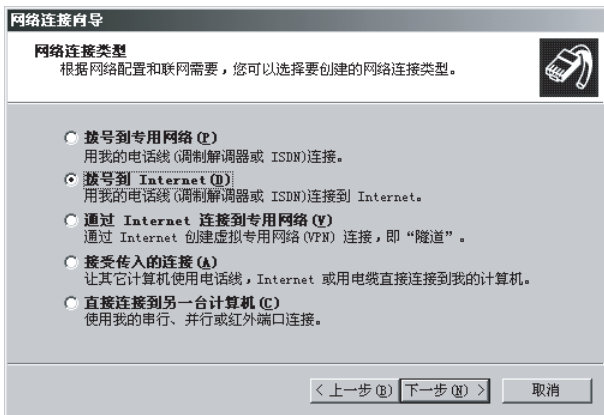 网络连接向导
网络连接类型
根据网络配置和联网需要，您可以选择要创建的网络连接类型。
拨号到专用网络(P)
用我的电话线(调制解调器或 ISDN)连接。
拨号到 Internet(D)
用我的电话线(调制解调器或 ISDN)连接到 Internet。
通过 Internet 连接到专用网络(V)
通过 Internet 创建虚拟专用网络(VPN) 连接，即“隧道”。
接受传入的连接(A)
让其它计算机使用电话线，Internet 或用电缆直接连接到我的计算机。
直接连接到另一台计算机(C)
使用我的串行、并行或红外端口连接。
< 上一步(B) 下一步(N) > 取消